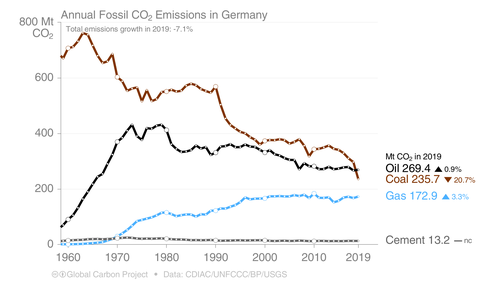 Annual Fossil CO₂ Emissions in Germany
800 Mt
CO₂
Total emissions growth in 2019: -7.1%
600
400
200
0
1960 1970 1980 1990 2000 2010 2019
Mt CO₂ in 2019
Oil 269.4 ▲ 0.9%
Coal 235.7 ▼ 20.7%
Gas 172.9 ▲ 3.3%
Cement 13.2 — nc
Global Carbon Project • Data: CDIAC/UNFCCC/BP/USGS